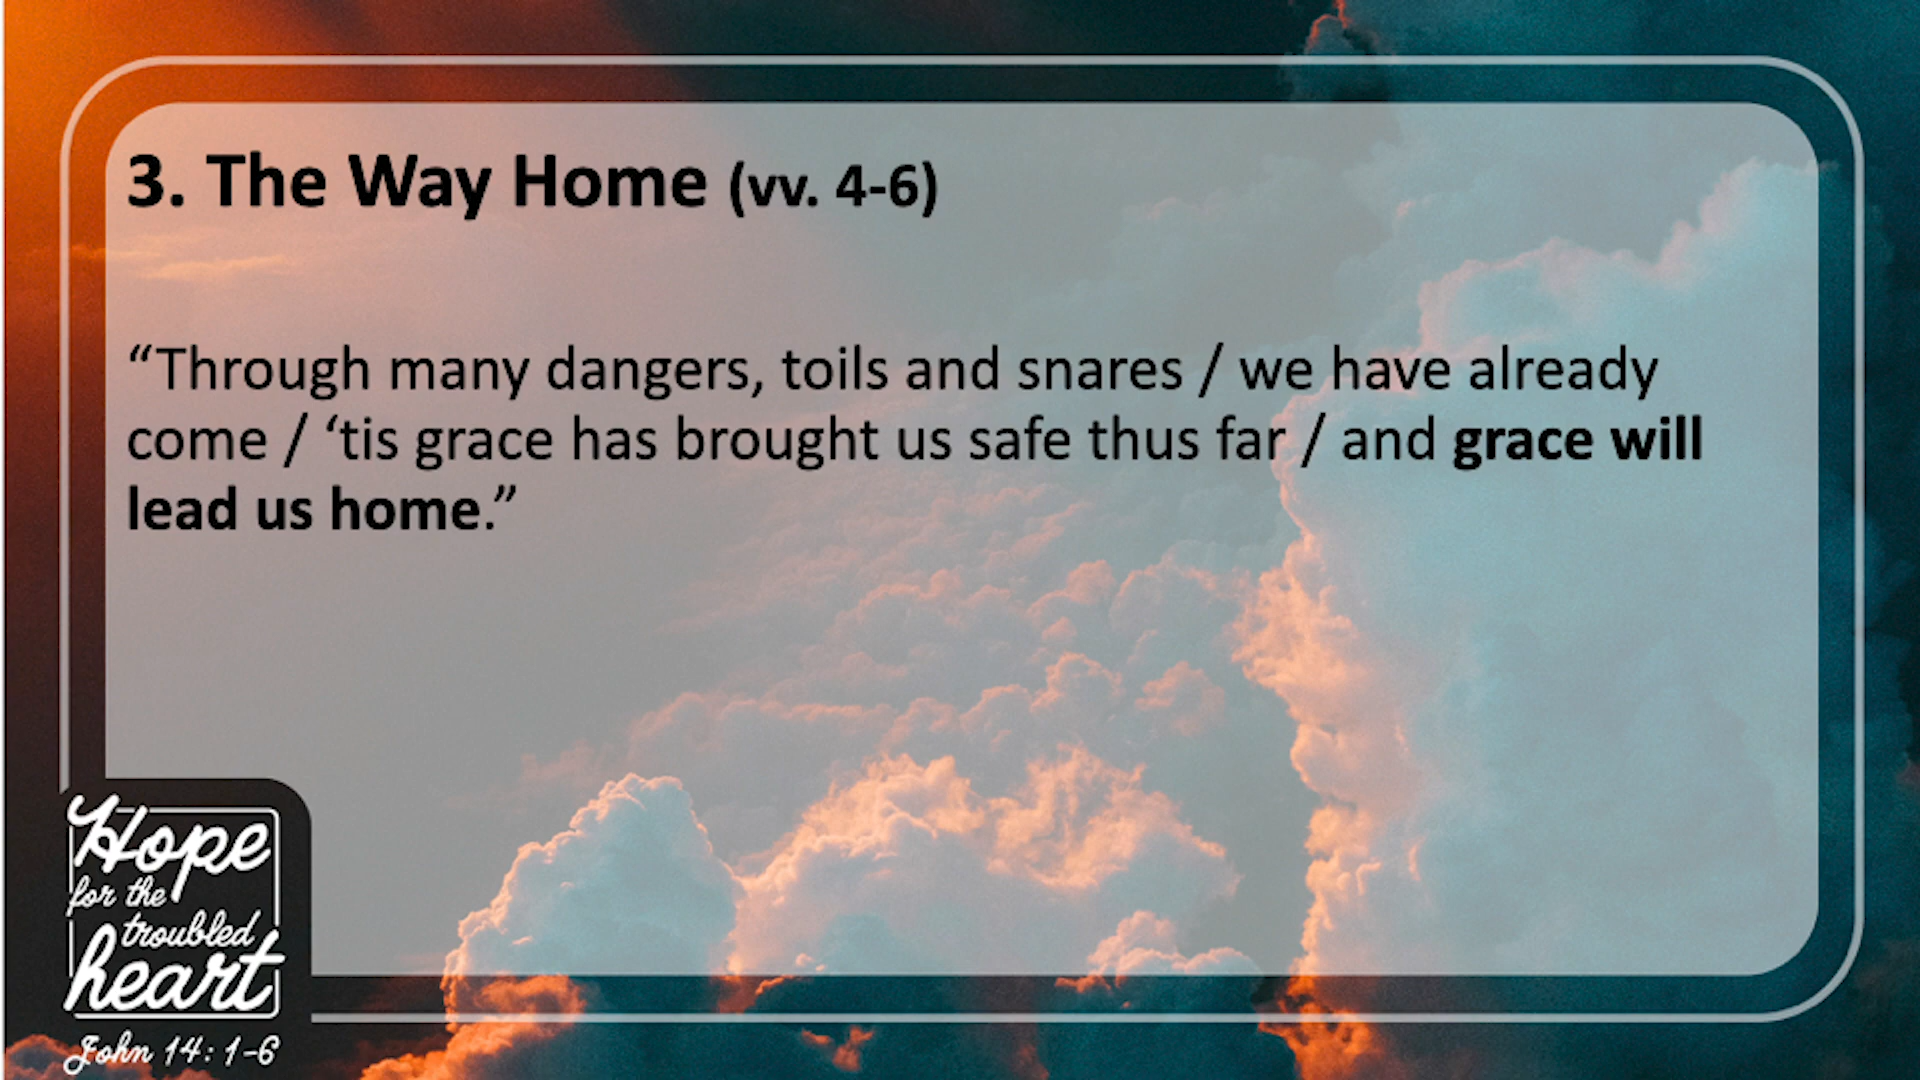 3. The Way Home (vv. 4-6)
“Through many dangers, toils and snares / we have already
come / ‘tis grace has brought us safe thus far / and grace will
lead us home.”
Hope
for the
troubled
heart
John 14: 1-6